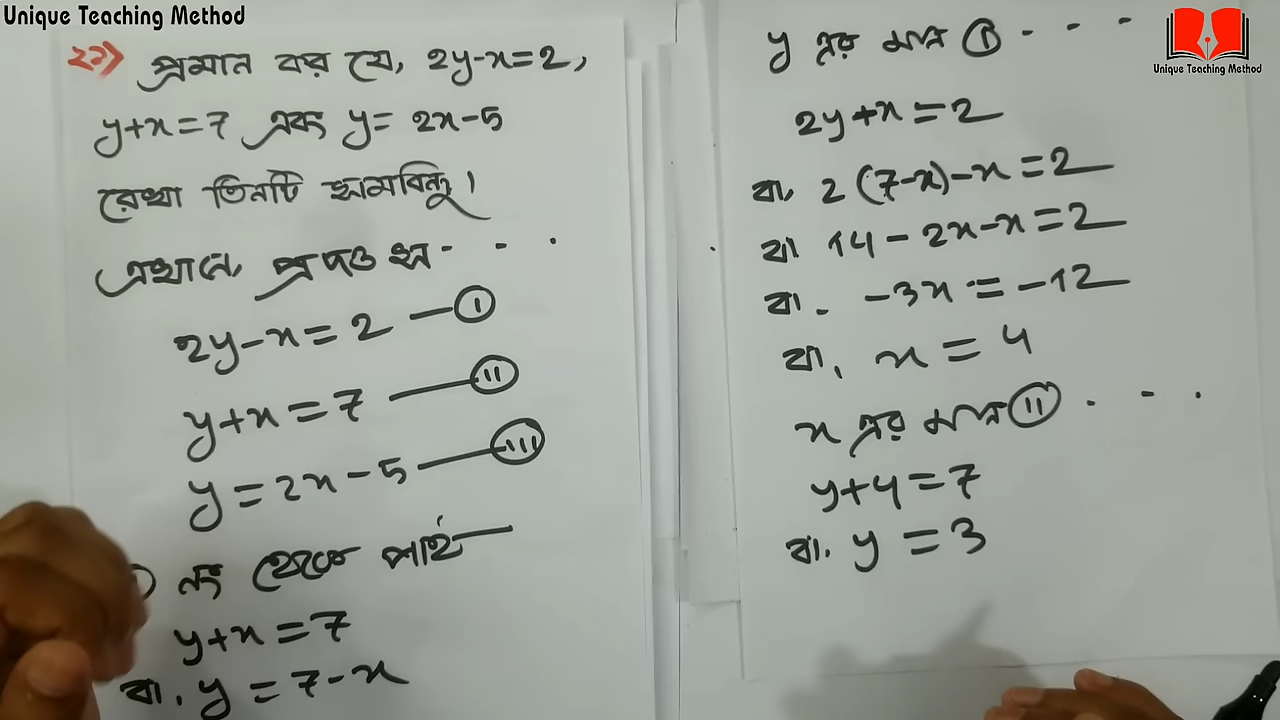 Unique Teaching Method
২১) প্রমান কর যে, 2y-x=2,
y+x=7 এবং y= 2x-5
রেখা তিনটি সমবিন্দু।
এখানে, প্রদত্ত স - - .
2y-x=2 — (i)
y+x=7 — (ii)
y=2x-5 — (iii)
নং থেকে পাই —
y+x=7
বা. y=7-x
y এর মান (i) - - -
2y+x=2
বা, 2(7-x)-x=2
বা 14-2x-x=2
বা. -3x=-12
বা, x=4
x এর মান (ii) . - .
y+4=7
বা. y=3
Unique Teaching Method